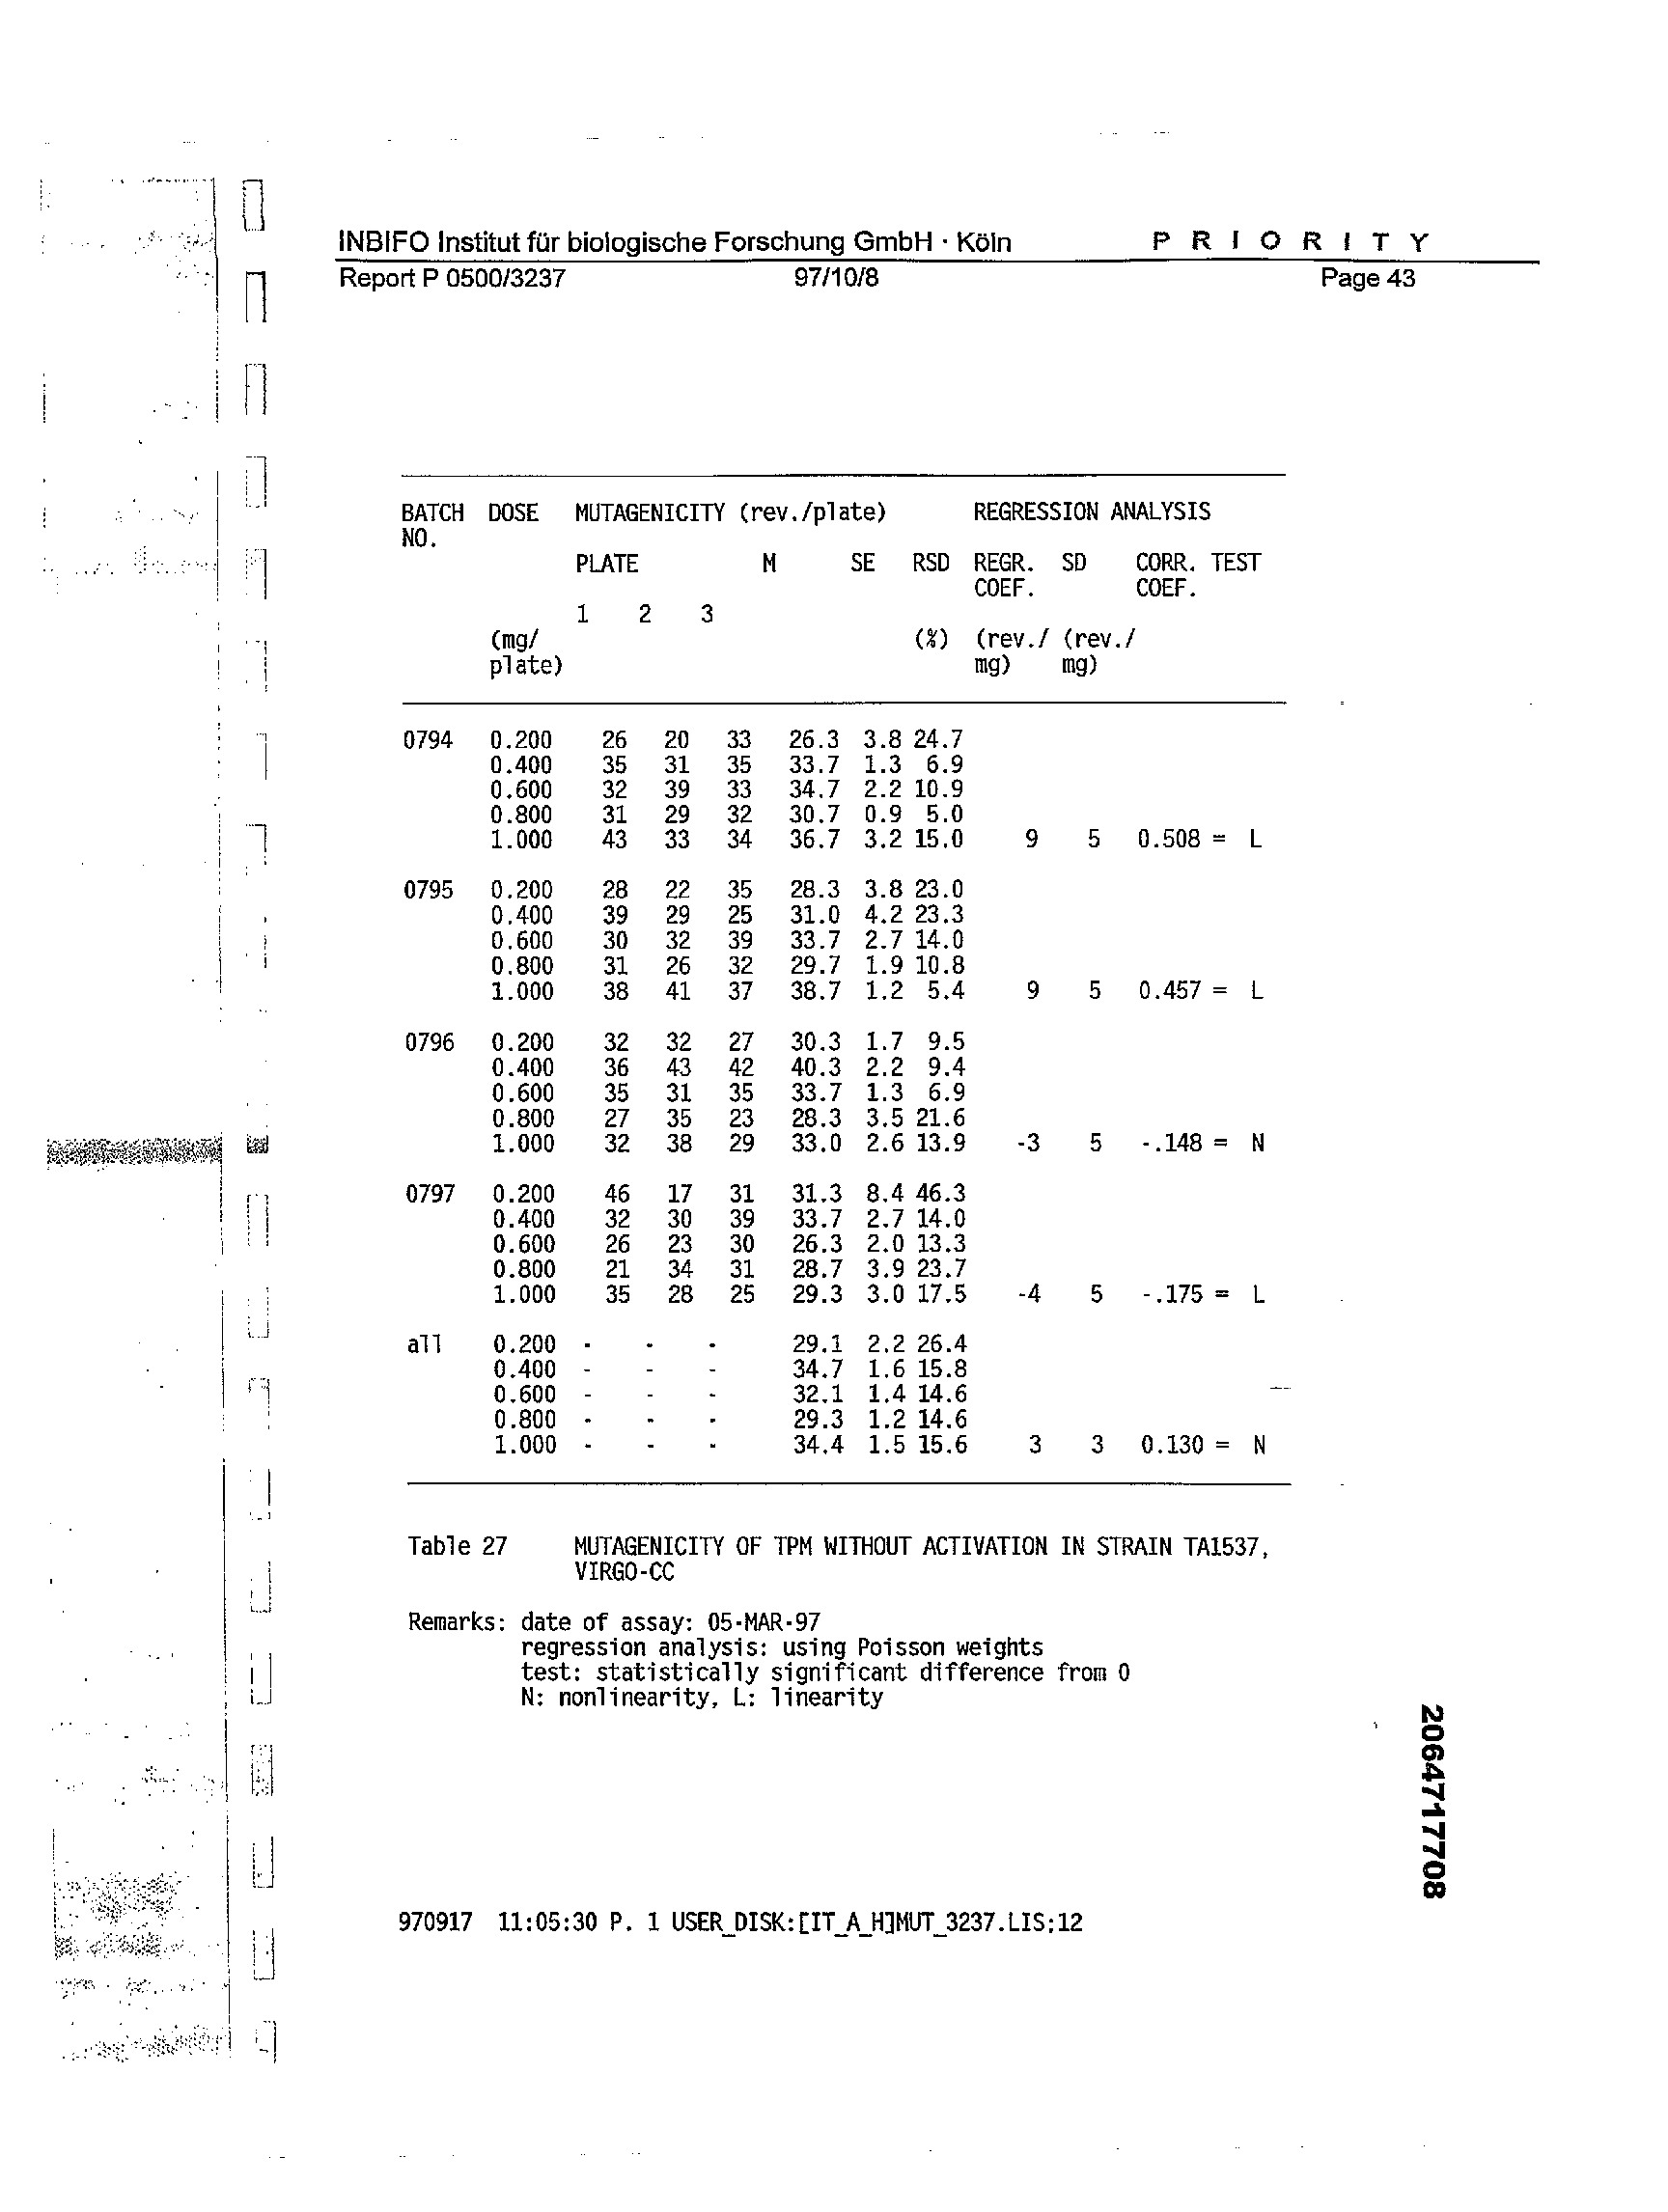 INBIFO Institut für biologische Forschung GmbH · Köln PRIORITY
Report P 0500/3237 97/10/8 Page 43
BATCH DOSE MUTAGENICITY (rev./plate) REGRESSION ANALYSIS
NO.
PLATE M SE RSD REGR. SD CORR. TEST
COEF. COEF.
1 2 3
(mg/ (%) (rev./ (rev./
plate) mg) mg)
0794 0.200 26 20 33 26.3 3.8 24.7
0.400 35 31 35 33.7 1.3 6.9
0.600 32 39 33 34.7 2.2 10.9
0.800 31 29 32 30.7 0.9 5.0
1.000 43 33 34 36.7 3.2 15.0 9 5 0.508 = L
0795 0.200 28 22 35 28.3 3.8 23.0
0.400 39 29 25 31.0 4.2 23.3
0.600 30 32 39 33.7 2.7 14.0
0.800 31 26 32 29.7 1.9 10.8
1.000 38 41 37 38.7 1.2 5.4 9 5 0.457 = L
0796 0.200 32 32 27 30.3 1.7 9.5
0.400 36 43 42 40.3 2.2 9.4
0.600 35 31 35 33.7 1.3 6.9
0.800 27 35 23 28.3 3.5 21.6
1.000 32 38 29 33.0 2.6 13.9 -3 5 -.148 = N
0797 0.200 46 17 31 31.3 8.4 46.3
0.400 32 30 39 33.7 2.7 14.0
0.600 26 23 30 26.3 2.0 13.3
0.800 21 34 31 28.7 3.9 23.7
1.000 35 28 25 29.3 3.0 17.5 -4 5 -.175 = L
all 0.200 - - - 29.1 2.2 26.4
0.400 - - - 34.7 1.6 15.8
0.600 - - - 32.1 1.4 14.6
0.800 - - - 29.3 1.2 14.6
1.000 - - - 34.4 1.5 15.6 3 3 0.130 = N
Table 27 MUTAGENICITY OF TPM WITHOUT ACTIVATION IN STRAIN TA1537,
VIRGO-CC
Remarks: date of assay: 05-MAR-97
regression analysis: using Poisson weights
test: statistically significant difference from 0
N: nonlinearity, L: linearity
2064717708
970917 11:05:30 P. 1 USER_DISK:[IT_A_H]MUT_3237.LIS;12